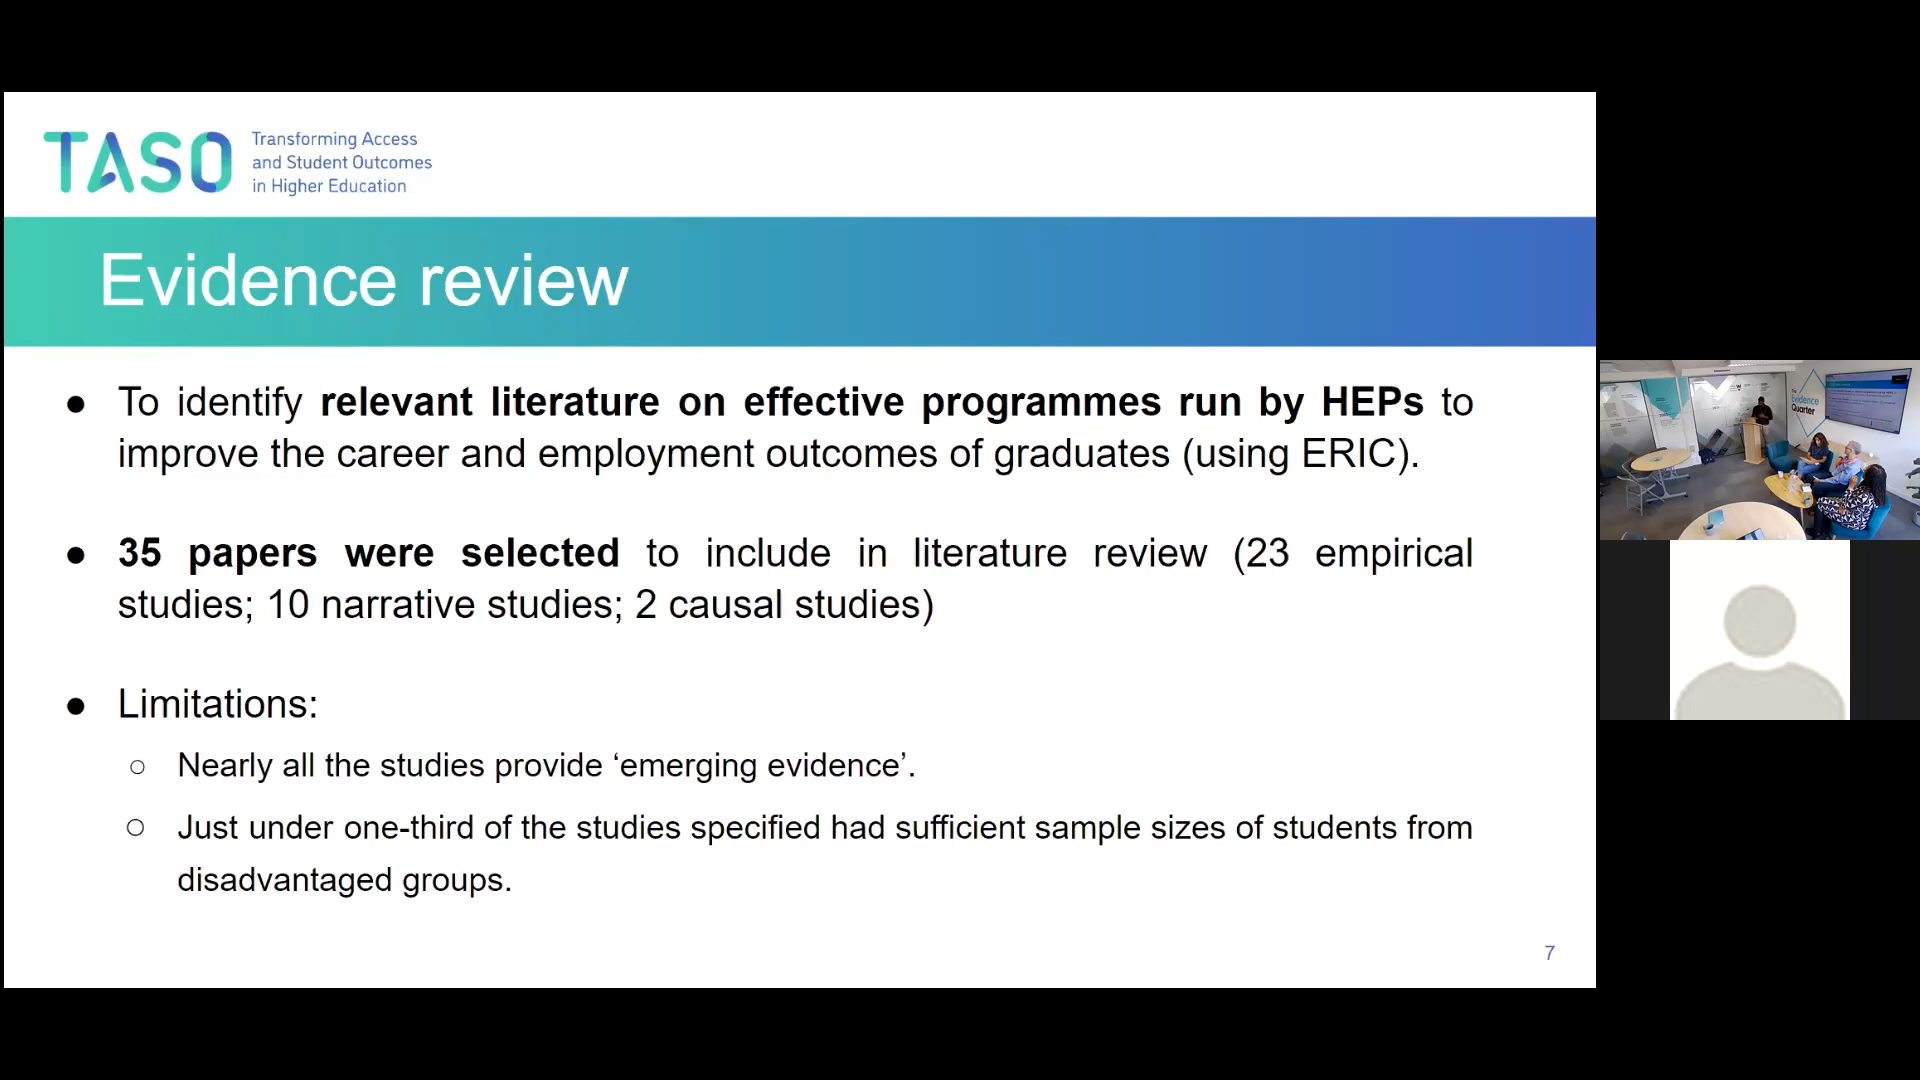 TASO
Transforming Access
and Student Outcomes
in Higher Education
Evidence review
● To identify relevant literature on effective programmes run by HEPs to
improve the career and employment outcomes of graduates (using ERIC).
● 35 papers were selected to include in literature review (23 empirical
studies; 10 narrative studies; 2 causal studies)
● Limitations:
○ Nearly all the studies provide ‘emerging evidence’.
○ Just under one-third of the studies specified had sufficient sample sizes of students from
disadvantaged groups.
7
Evidence
Quarter